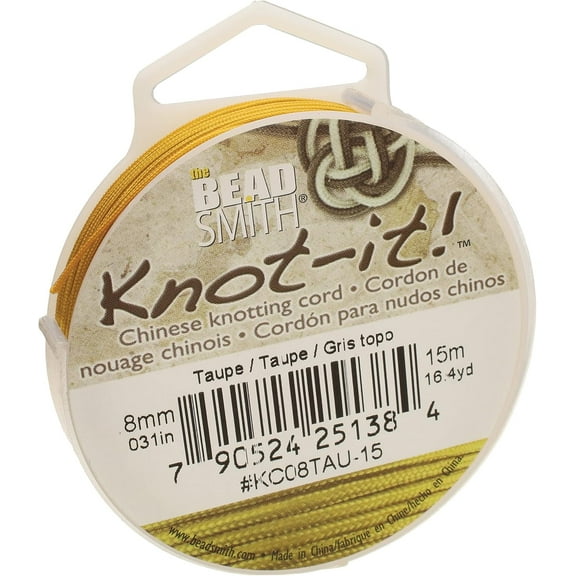 the
BEAD
SMITH®
Knot-it!™
Chinese knotting cord • Cordon de
nouage chinois • Cordón para nudos chinos
Taupe / Taupe / Gris topo
8mm
031in
15m
16.4yd
7 90524 25138 4
#KC08TAU-15
www.beadsmith.com • Made in China/fabrique en Chine/hecho en China.